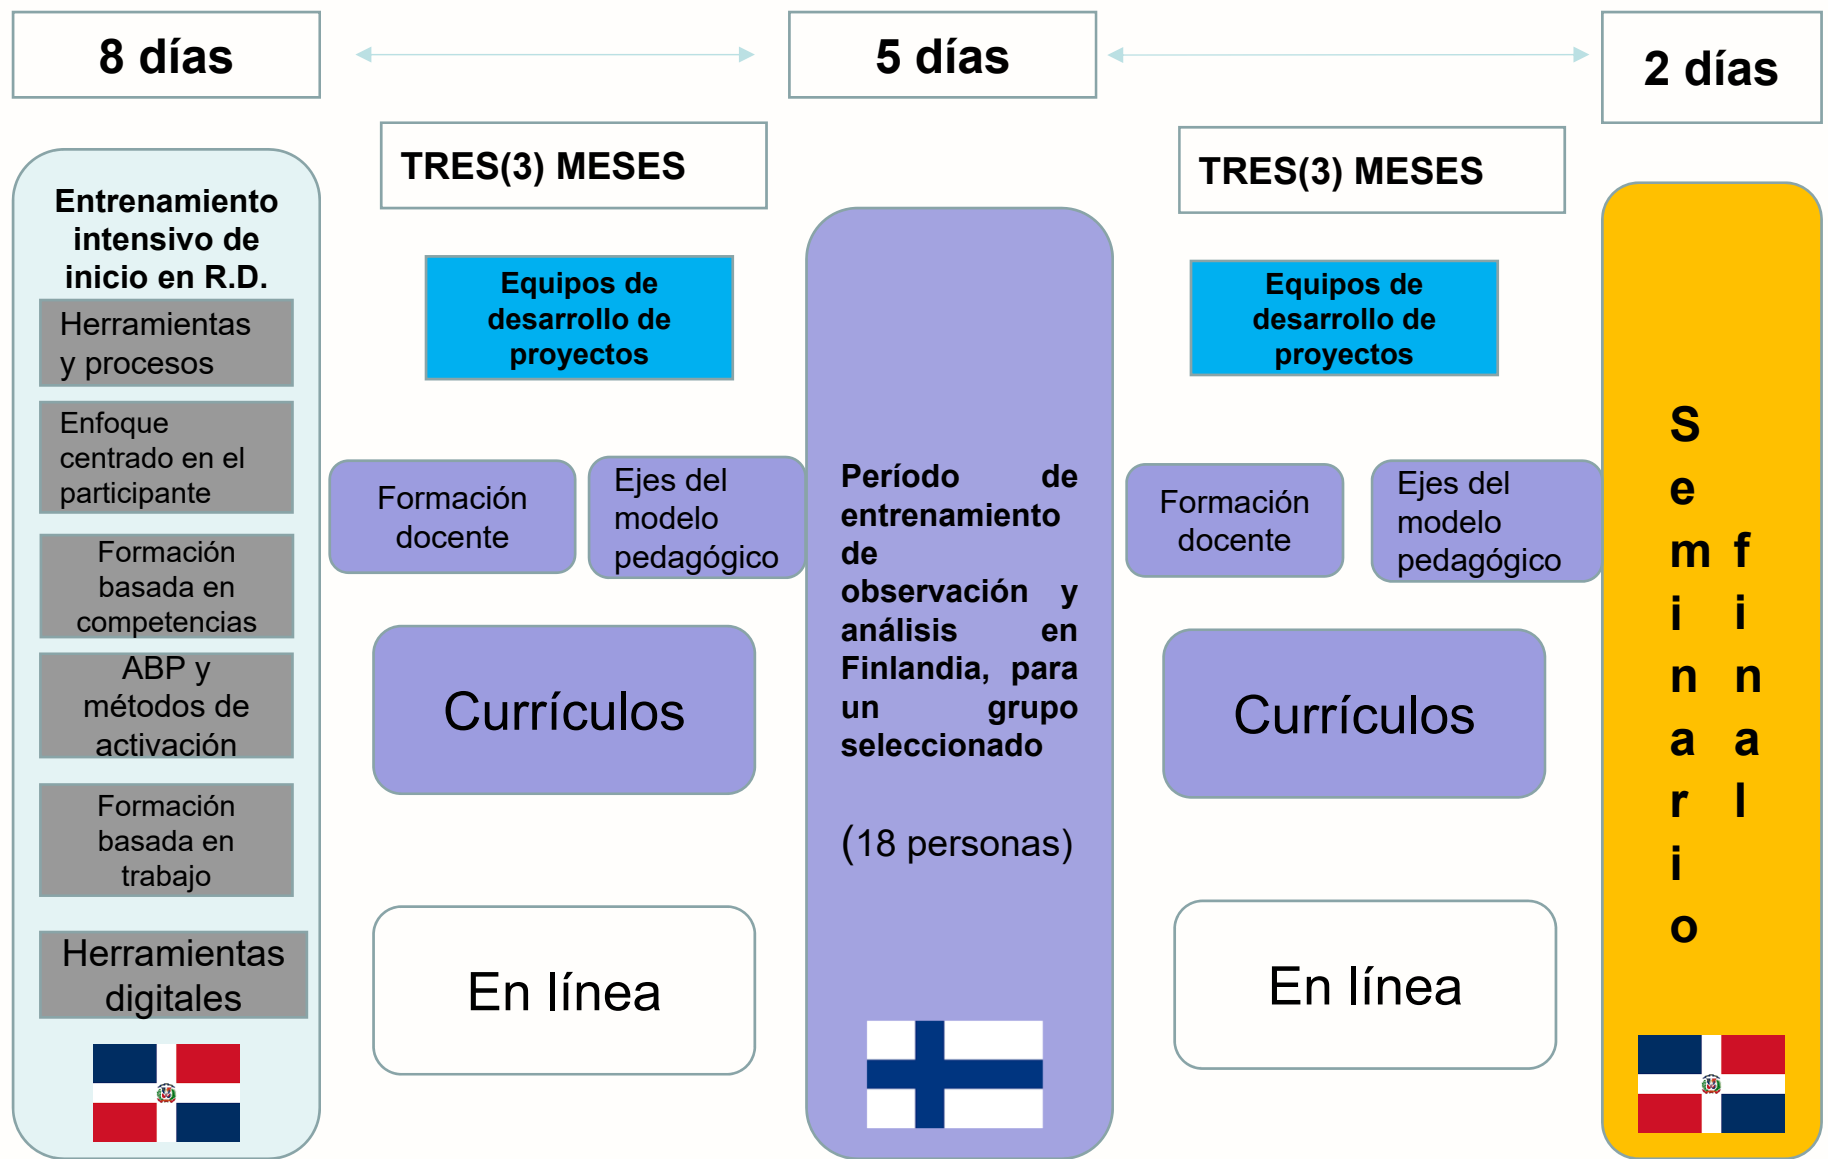 8 días
5 días
2 días
TRES(3) MESES
TRES(3) MESES
Entrenamiento
intensivo de
inicio en R.D.
Herramientas
y procesos
Enfoque
centrado en el
participante
Formación
basada en
competencias
ABP y
métodos de
activación
Formación
basada en
trabajo
Herramientas
digitales
Equipos de
desarrollo de
proyectos
Formación
docente
Ejes del
modelo
pedagógico
Currículos
En línea
Período de
entrenamiento
de
observación y
análisis en
Finlandia, para
un grupo
seleccionado
(18 personas)
Equipos de
desarrollo de
proyectos
Formación
docente
Ejes del
modelo
pedagógico
Currículos
En línea
Seminario
final